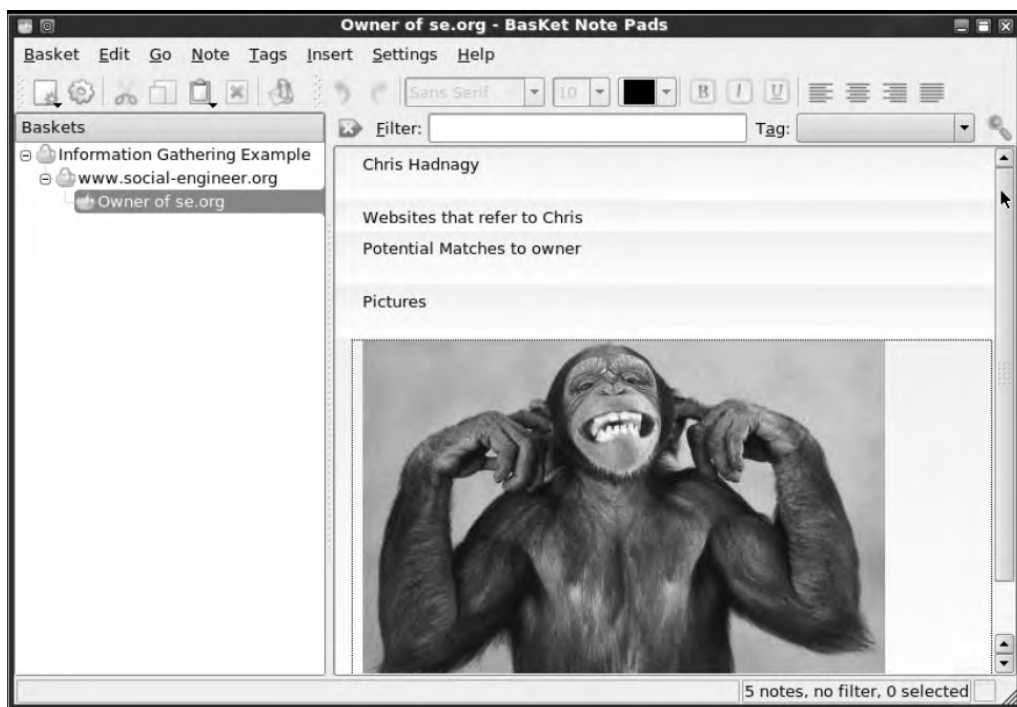 Owner of se.org - BasKet Note Pads
Basket Edit Go Note Tags Insert Settings Help
Sans Serif 10 B I U
Baskets
Filter: Tag:
Information Gathering Example
www.social-engineer.org
Owner of se.org
Chris Hadnagy
Websites that refer to Chris
Potential Matches to owner
Pictures
5 notes, no filter, 0 selected